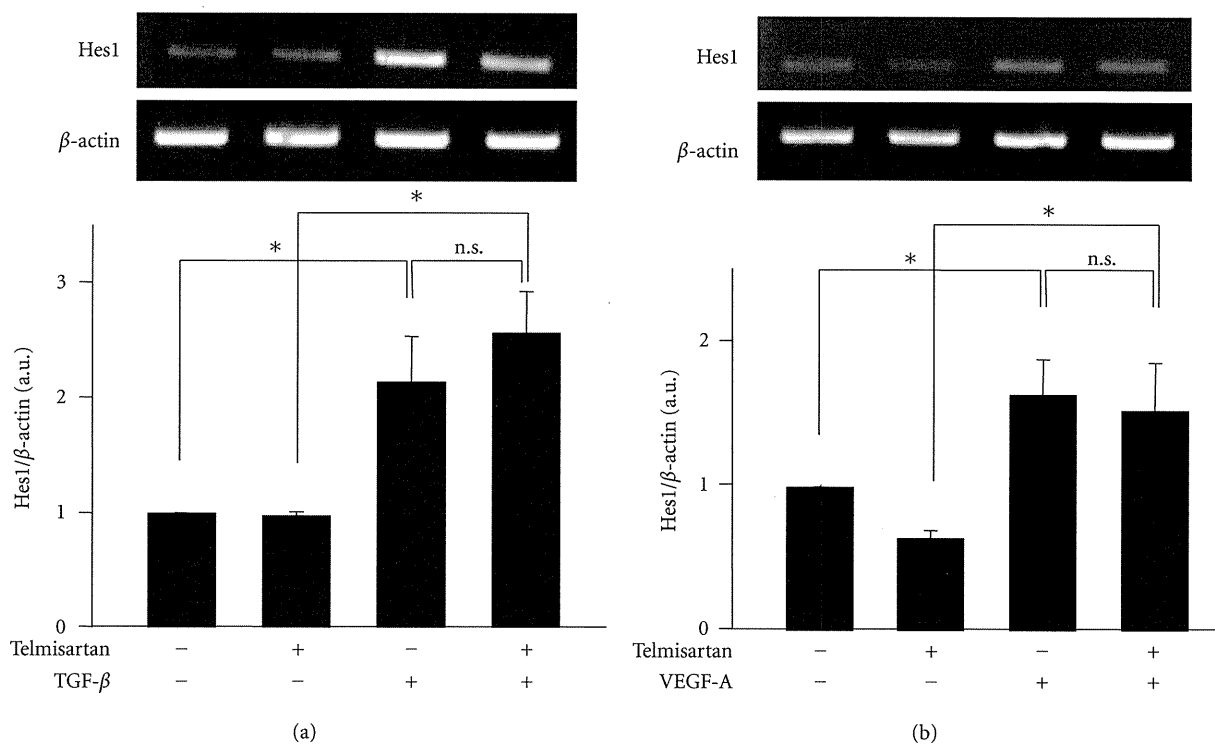 Hes1
β-actin
*
*
n.s.
3
2
1
0
Hes1/β-actin (a.u.)
Telmisartan − + − +
TGF-β − − + +
(a)
Hes1
β-actin
*
*
n.s.
2
1
0
Hes1/β-actin (a.u.)
Telmisartan − + − +
VEGF-A − − + +
(b)